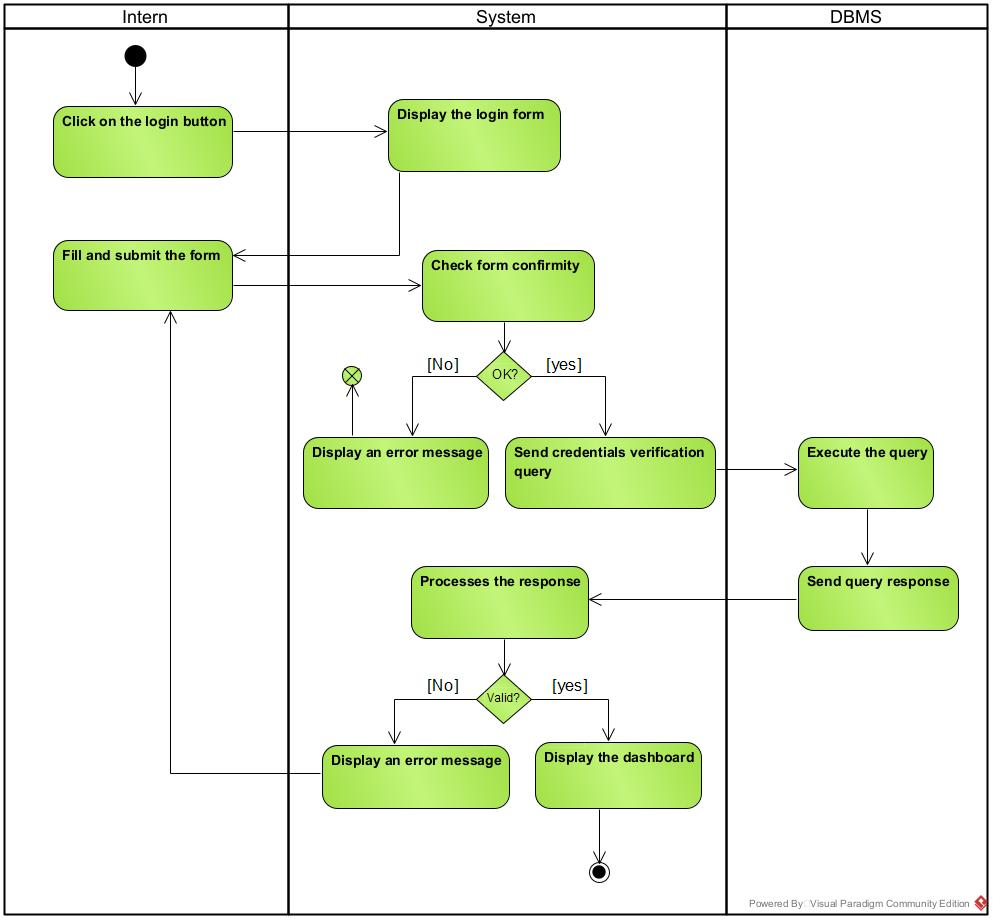 Intern
System
DBMS
Click on the login button
Display the login form
Fill and submit the form
Check form confirmity
[No]
[yes]
OK?
Display an error message
Send credentials verification
query
Execute the query
Processes the response
Send query response
[No]
[yes]
Valid?
Display an error message
Display the dashboard
Powered By Visual Paradigm Community Edition